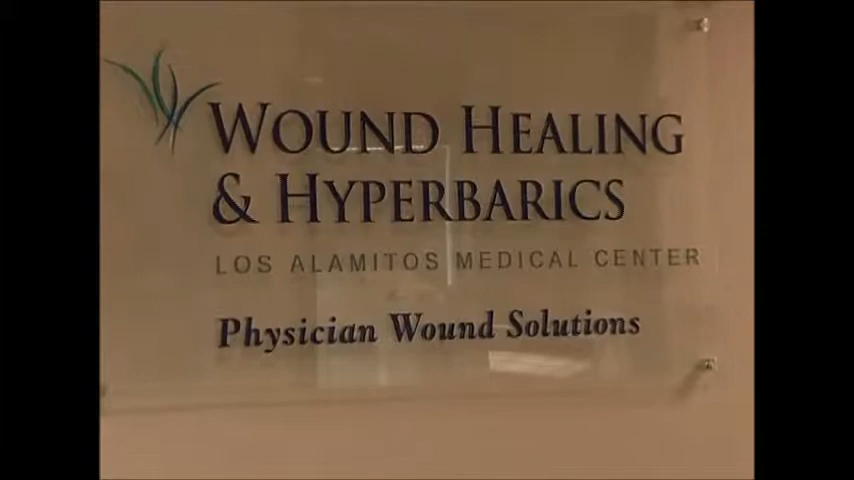 WOUND HEALING
& HYPERBARICS
LOS ALAMITOS MEDICAL CENTER
Physician Wound Solutions